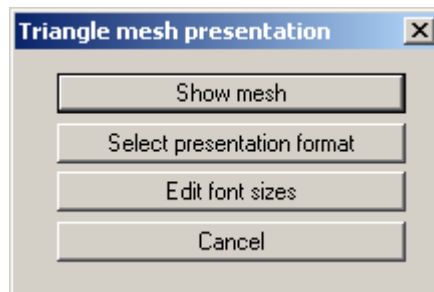 Triangle mesh presentation
Show mesh
Select presentation format
Edit font sizes
Cancel